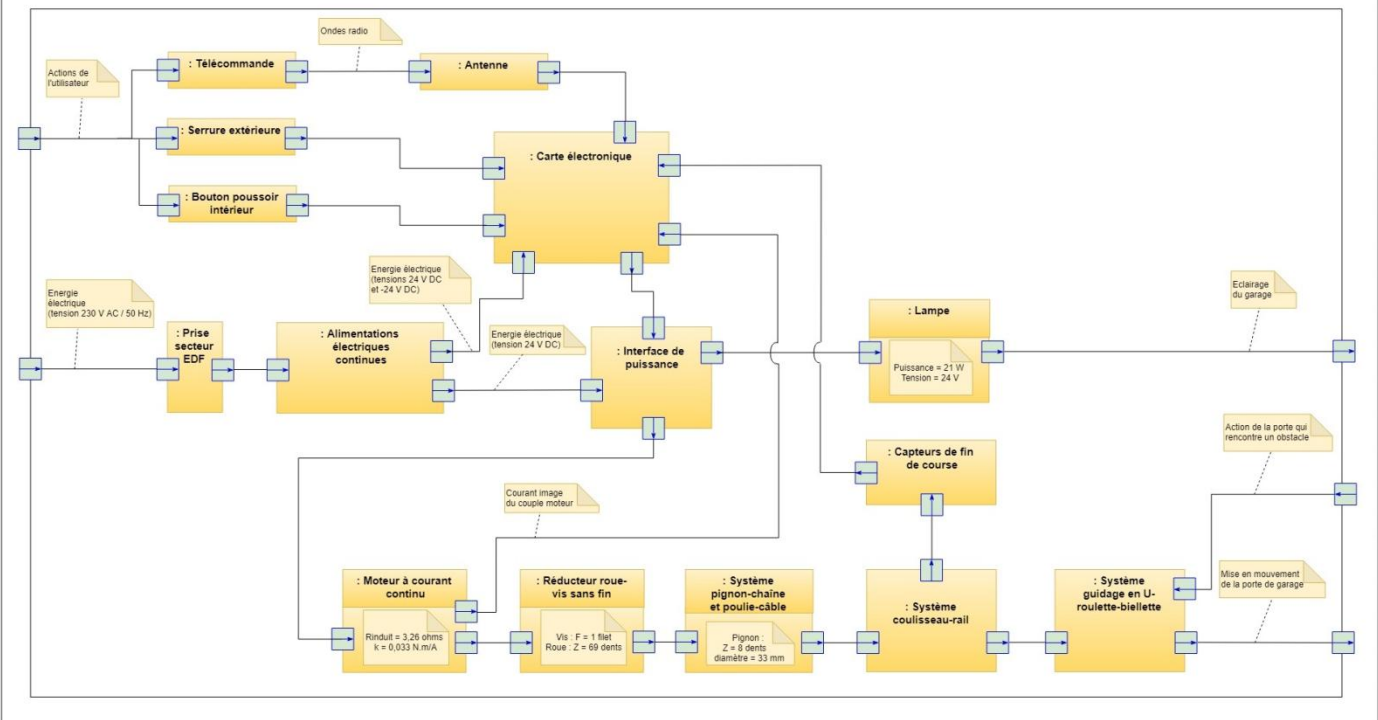 Ondes radio
Actions de
l'utilisateur
: Télécommande
: Antenne
: Serrure extérieure
: Carte électronique
: Bouton poussoir
intérieur
Energie électrique
(tensions 24 V DC
et -24 V DC)
Energie
électrique
(tension 230 V AC / 50 Hz)
: Prise
secteur
EDF
: Alimentations
électriques
continues
Energie électrique
(tension 24 V DC)
: Interface de
puissance
: Lampe
Puissance = 21 W
Tension = 24 V
Eclairage
du garage
Action de la porte qui
rencontre un obstacle
: Capteurs de fin
de course
Courant image
du couple moteur
: Moteur à courant
continu
Rinduit = 3,26 ohms
k = 0,033 N.m/A
: Réducteur roue-
vis sans fin
Vis : F = 1 filet
Roue : Z = 69 dents
: Système
pignon-chaîne
et poulie-câble
Pignon :
Z = 8 dents
diamètre = 33 mm
: Système
coulisseau-rail
: Système
guidage en U-
roulette-biellette
Mise en mouvement
de la porte de garage